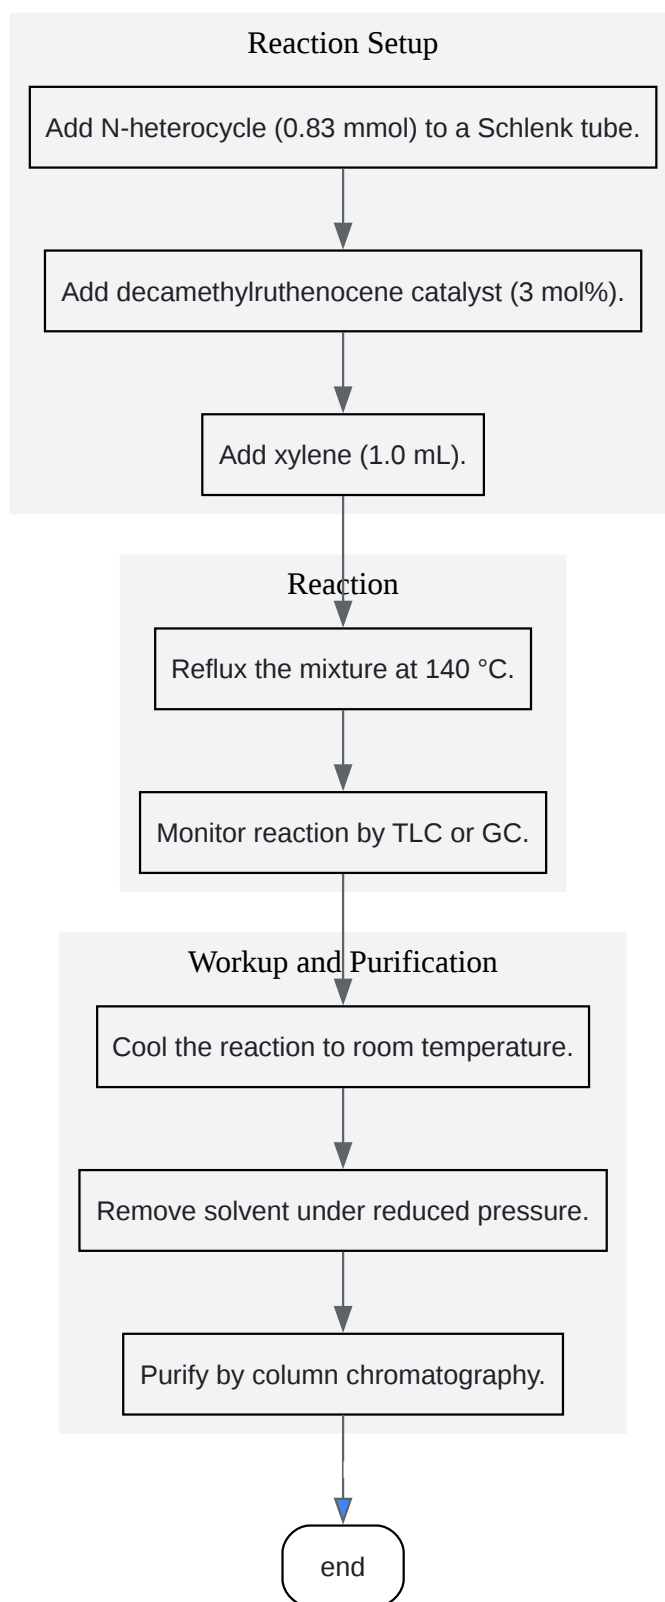 Reaction Setup
Add N-heterocycle (0.83 mmol) to a Schlenk tube.
Add decamethylruthenocene catalyst (3 mol%).
Add xylene (1.0 mL).
Reaction
Reflux the mixture at 140 °C.
Monitor reaction by TLC or GC.
Workup and Purification
Cool the reaction to room temperature.
Remove solvent under reduced pressure.
Purify by column chromatography.
end